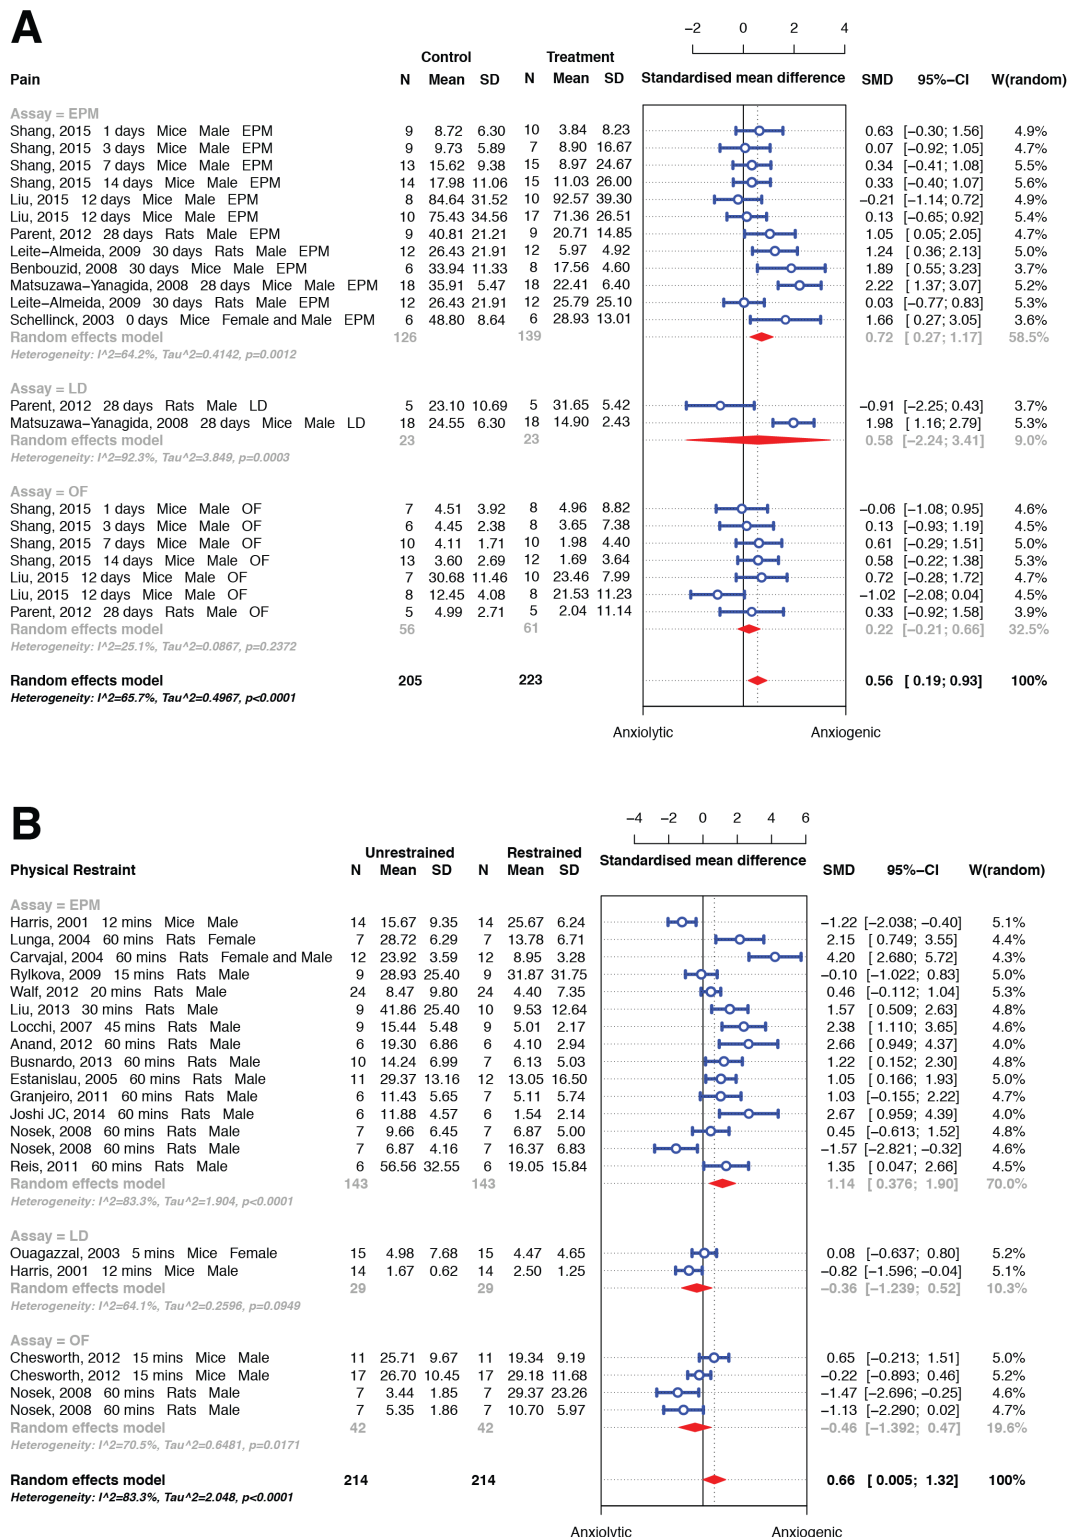 A
−2 0 2 4
Control Treatment
Pain N Mean SD N Mean SD Standardised mean difference SMD 95%−CI W(random)
Assay = EPM
Shang, 2015 1 days Mice Male EPM 9 8.72 6.30 10 3.84 8.23 0.63 [−0.30; 1.56] 4.9%
Shang, 2015 3 days Mice Male EPM 9 9.73 5.89 7 8.90 16.67 0.07 [−0.92; 1.05] 4.7%
Shang, 2015 7 days Mice Male EPM 13 15.62 9.38 15 8.97 24.67 0.34 [−0.41; 1.08] 5.5%
Shang, 2015 14 days Mice Male EPM 14 17.98 11.06 15 11.03 26.00 0.33 [−0.40; 1.07] 5.6%
Liu, 2015 12 days Mice Male EPM 8 84.64 31.52 10 92.57 39.30 −0.21 [−1.14; 0.72] 4.9%
Liu, 2015 12 days Mice Male EPM 10 75.43 34.56 17 71.36 26.51 0.13 [−0.65; 0.92] 5.4%
Parent, 2012 28 days Rats Male EPM 9 40.81 21.21 9 20.71 14.85 1.05 [ 0.05; 2.05] 4.7%
Leite−Almeida, 2009 30 days Rats Male EPM 12 26.43 21.91 12 5.97 4.92 1.24 [ 0.36; 2.13] 5.0%
Benbouzid, 2008 30 days Mice Male EPM 6 33.94 11.33 8 17.56 4.60 1.89 [ 0.55; 3.23] 3.7%
Matsuzawa−Yanagida, 2008 28 days Mice Male EPM 18 35.91 5.47 18 22.41 6.40 2.22 [ 1.37; 3.07] 5.2%
Leite−Almeida, 2009 30 days Rats Male EPM 12 26.43 21.91 12 25.79 25.10 0.03 [−0.77; 0.83] 5.3%
Schellinck, 2003 0 days Mice Female and Male EPM 6 48.80 8.64 6 28.93 13.01 1.66 [ 0.27; 3.05] 3.6%
Random effects model 126 139 0.72 [ 0.27; 1.17] 58.5%
Heterogeneity: I^2=64.2%, Tau^2=0.4142, p=0.0012
Assay = LD
Parent, 2012 28 days Rats Male LD 5 23.10 10.69 5 31.65 5.42 −0.91 [−2.25; 0.43] 3.7%
Matsuzawa−Yanagida, 2008 28 days Mice Male LD 18 24.55 6.30 18 14.90 2.43 1.98 [ 1.16; 2.79] 5.3%
Random effects model 23 23 0.58 [−2.24; 3.41] 9.0%
Heterogeneity: I^2=92.3%, Tau^2=3.849, p=0.0003
Assay = OF
Shang, 2015 1 days Mice Male OF 7 4.51 3.92 8 4.96 8.82 −0.06 [−1.08; 0.95] 4.6%
Shang, 2015 3 days Mice Male OF 6 4.45 2.38 8 3.65 7.38 0.13 [−0.93; 1.19] 4.5%
Shang, 2015 7 days Mice Male OF 10 4.11 1.71 10 1.98 4.40 0.61 [−0.29; 1.51] 5.0%
Shang, 2015 14 days Mice Male OF 13 3.60 2.69 12 1.69 3.64 0.58 [−0.22; 1.38] 5.3%
Liu, 2015 12 days Mice Male OF 7 30.68 11.46 10 23.46 7.99 0.72 [−0.28; 1.72] 4.7%
Liu, 2015 12 days Mice Male OF 8 12.45 4.08 8 21.53 11.23 −1.02 [−2.08; 0.04] 4.5%
Parent, 2012 28 days Rats Male OF 5 4.99 2.71 5 2.04 11.14 0.33 [−0.92; 1.58] 3.9%
Random effects model 56 61 0.22 [−0.21; 0.66] 32.5%
Heterogeneity: I^2=25.1%, Tau^2=0.0867, p=0.2372
Random effects model 205 223 0.56 [ 0.19; 0.93] 100%
Heterogeneity: I^2=65.7%, Tau^2=0.4967, p<0.0001
Anxiolytic Anxiogenic
B
−4 −2 0 2 4 6
Unrestrained Restrained
Physical Restraint N Mean SD N Mean SD Standardised mean difference SMD 95%−CI W(random)
Assay = EPM
Harris, 2001 12 mins Mice Male 14 15.67 9.35 14 25.67 6.24 −1.22 [−2.038; −0.40] 5.1%
Lunga, 2004 60 mins Rats Female 7 28.72 6.29 7 13.78 6.71 2.15 [ 0.749; 3.55] 4.4%
Carvajal, 2004 60 mins Rats Female and Male 12 23.92 3.59 12 8.95 3.28 4.20 [ 2.680; 5.72] 4.3%
Rylkova, 2009 15 mins Rats Male 9 28.93 25.40 9 31.87 31.75 −0.10 [−1.022; 0.83] 5.0%
Walf, 2012 20 mins Rats Male 24 8.47 9.80 24 4.40 7.35 0.46 [−0.112; 1.04] 5.3%
Liu, 2013 30 mins Rats Male 9 41.86 25.40 10 9.53 12.64 1.57 [ 0.509; 2.63] 4.8%
Locchi, 2007 45 mins Rats Male 9 15.44 5.48 9 5.01 2.17 2.38 [ 1.110; 3.65] 4.6%
Anand, 2012 60 mins Rats Male 6 19.30 6.86 6 4.10 2.94 2.66 [ 0.949; 4.37] 4.0%
Busnardo, 2013 60 mins Rats Male 10 14.24 6.99 7 6.13 5.03 1.22 [ 0.152; 2.30] 4.8%
Estanislau, 2005 60 mins Rats Male 11 29.37 13.16 12 13.05 16.50 1.05 [ 0.166; 1.93] 5.0%
Granjeiro, 2011 60 mins Rats Male 6 11.43 5.65 7 5.11 5.74 1.03 [−0.155; 2.22] 4.7%
Joshi JC, 2014 60 mins Rats Male 6 11.88 4.57 6 1.54 2.14 2.67 [ 0.959; 4.39] 4.0%
Nosek, 2008 60 mins Rats Male 7 9.66 6.45 7 6.87 5.00 0.45 [−0.613; 1.52] 4.8%
Nosek, 2008 60 mins Rats Male 7 6.87 4.16 7 16.37 6.83 −1.57 [−2.821; −0.32] 4.6%
Reis, 2011 60 mins Rats Male 6 56.56 32.55 6 19.05 15.84 1.35 [ 0.047; 2.66] 4.5%
Random effects model 143 143 1.14 [ 0.376; 1.90] 70.0%
Heterogeneity: I^2=83.3%, Tau^2=1.904, p<0.0001
Assay = LD
Ouagazzal, 2003 5 mins Mice Female 15 4.98 7.68 15 4.47 4.65 0.08 [−0.637; 0.80] 5.2%
Harris, 2001 12 mins Mice Male 14 1.67 0.62 14 2.50 1.25 −0.82 [−1.596; −0.04] 5.1%
Random effects model 29 29 −0.36 [−1.239; 0.52] 10.3%
Heterogeneity: I^2=64.1%, Tau^2=0.2596, p=0.0949
Assay = OF
Chesworth, 2012 15 mins Mice Male 11 25.71 9.67 11 19.34 9.19 0.65 [−0.213; 1.51] 5.0%
Chesworth, 2012 15 mins Mice Male 17 26.70 10.45 17 29.18 11.68 −0.22 [−0.893; 0.46] 5.2%
Nosek, 2008 60 mins Rats Male 7 3.44 1.85 7 29.37 23.26 −1.47 [−2.696; −0.25] 4.6%
Nosek, 2008 60 mins Rats Male 7 5.35 1.86 7 10.70 5.97 −1.13 [−2.290; 0.02] 4.7%
Random effects model 42 42 −0.46 [−1.392; 0.47] 19.6%
Heterogeneity: I^2=70.5%, Tau^2=0.6481, p=0.0171
Random effects model 214 214 0.66 [ 0.005; 1.32] 100%
Heterogeneity: I^2=83.3%, Tau^2=2.048, p<0.0001
Anxiolytic Anxiogenic